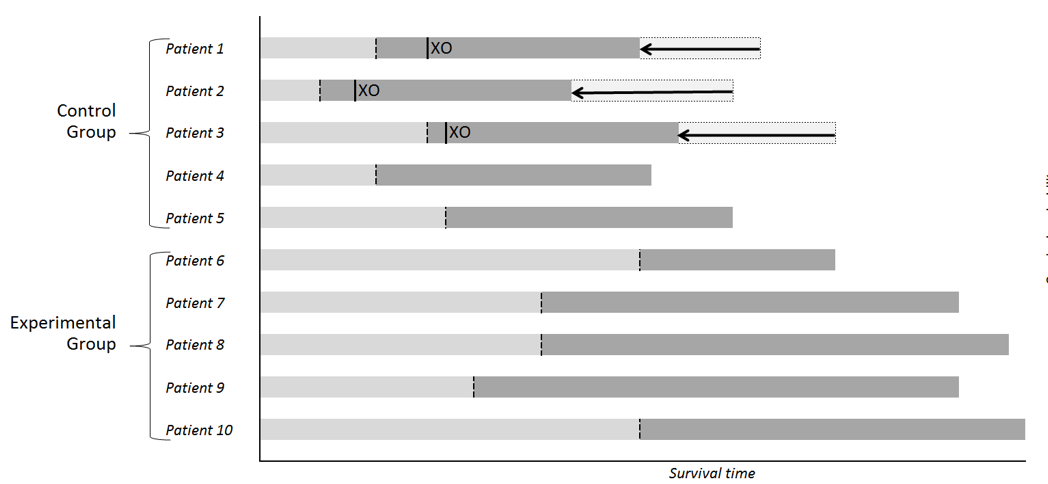 Patient 1
XO
Patient 2
XO
Control
Group
Patient 3
XO
Patient 4
Patient 5
Patient 6
Patient 7
Experimental
Group
Patient 8
Patient 9
Patient 10
Survival time